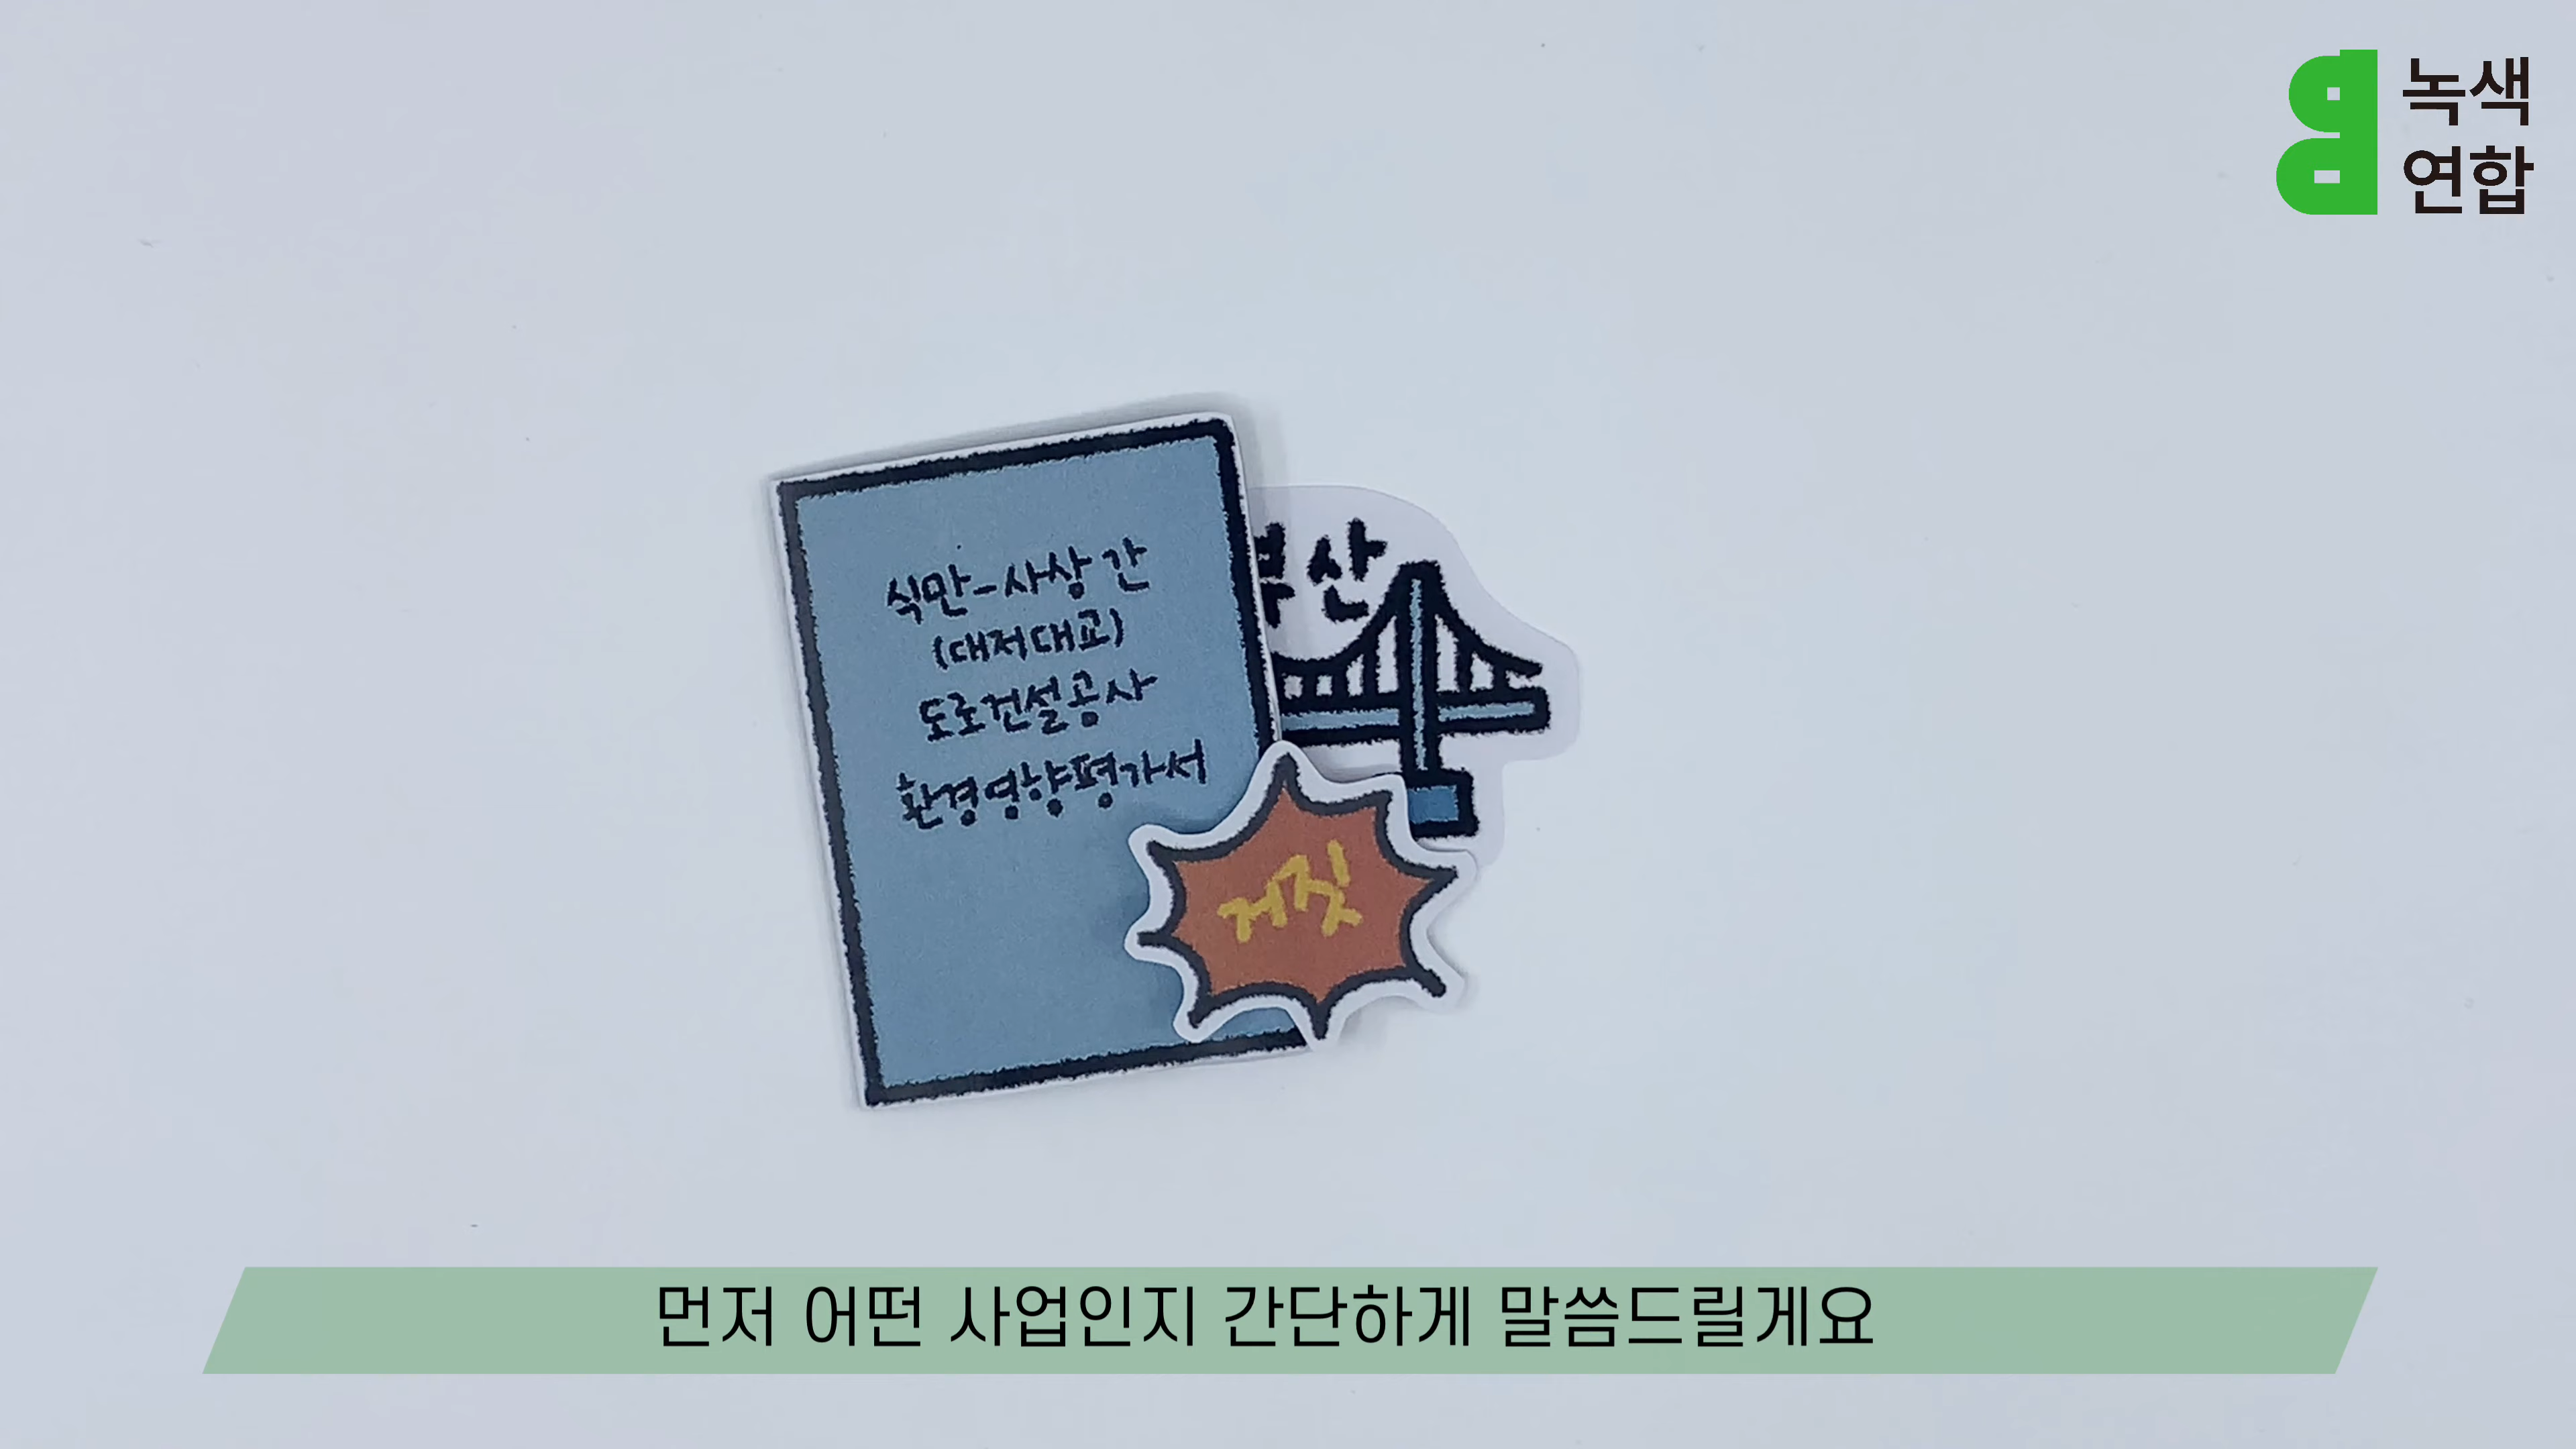 녹색
연합
식만-사상 간
(대저대교)
도로건설공사
환경영향평가서
부산
거짓
먼저 어떤 사업인지 간단하게 말씀드릴게요